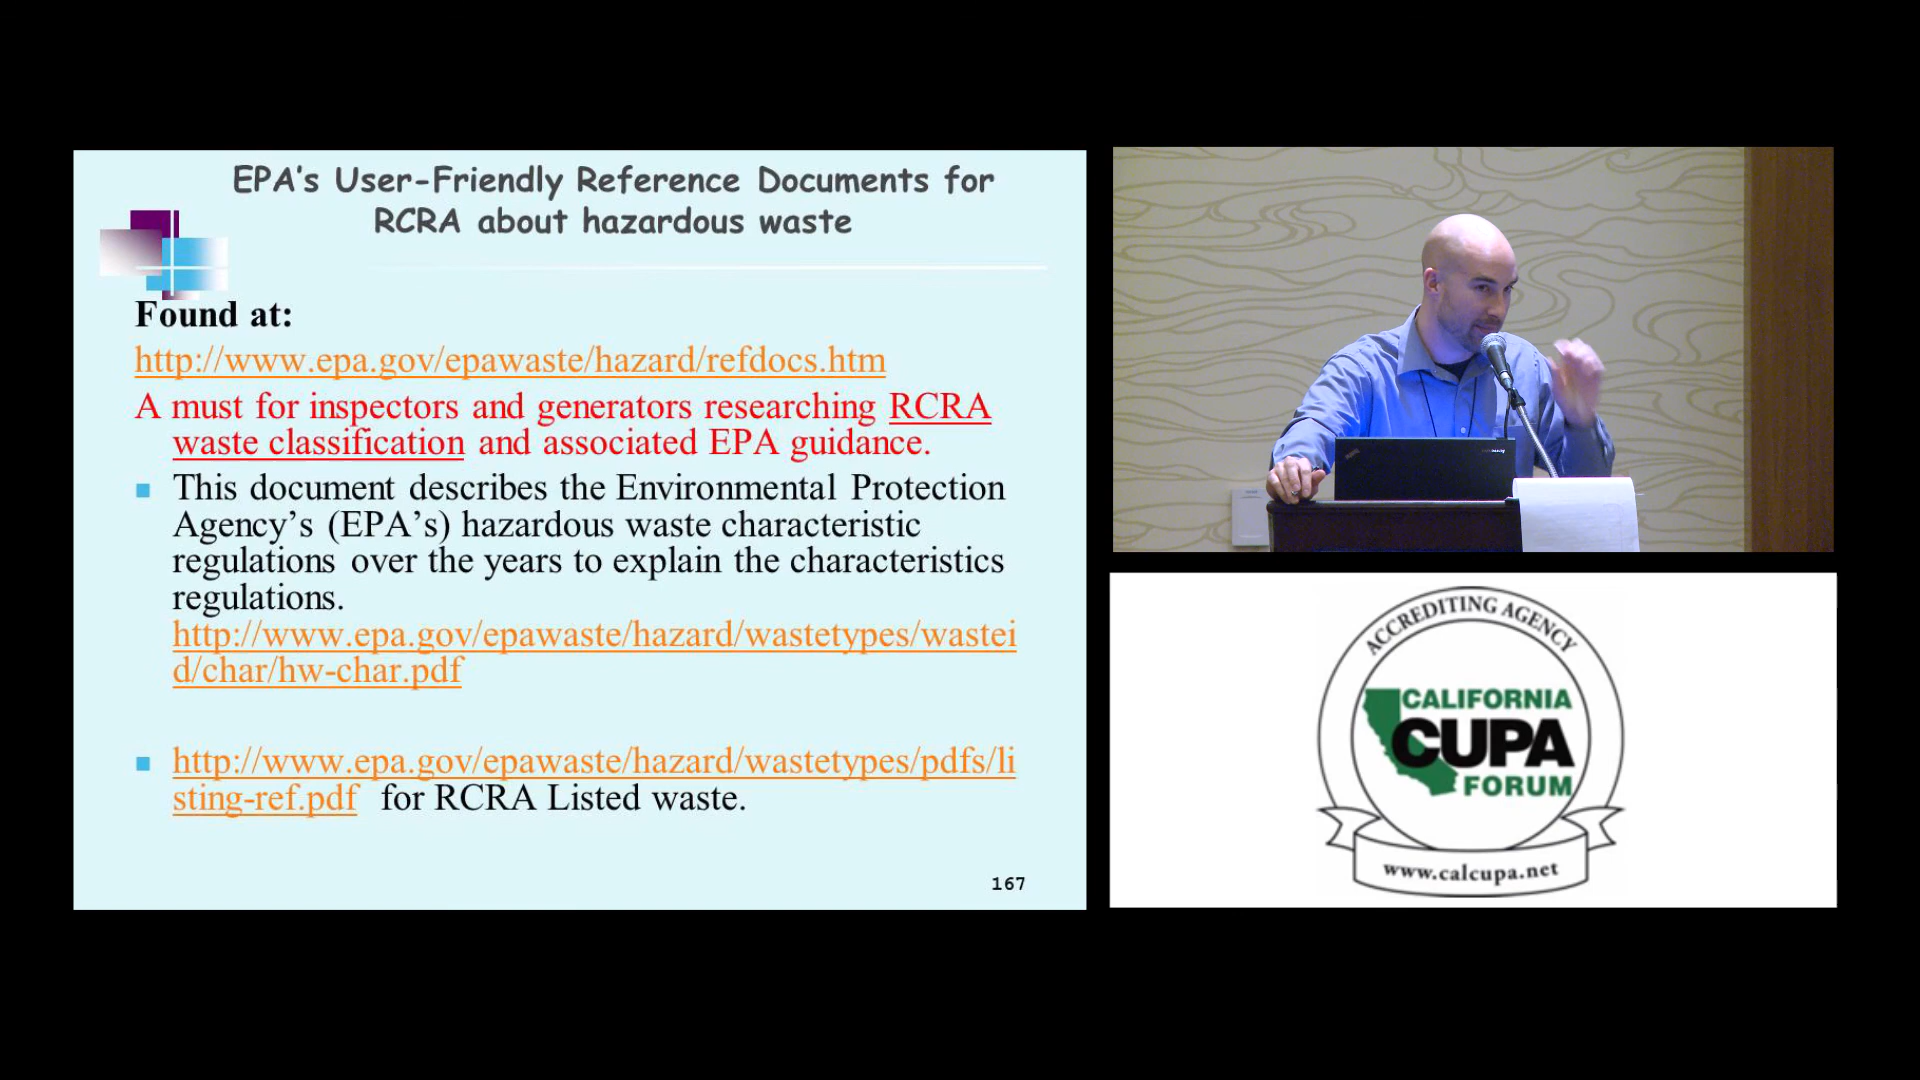 EPA's User-Friendly Reference Documents for
RCRA about hazardous waste
Found at:
http://www.epa.gov/epawaste/hazard/refdocs.htm
A must for inspectors and generators researching RCRA
waste classification and associated EPA guidance.
This document describes the Environmental Protection
Agency’s (EPA’s) hazardous waste characteristic
regulations over the years to explain the characteristics
regulations.
http://www.epa.gov/epawaste/hazard/wastetypes/wastei
d/char/hw-char.pdf
http://www.epa.gov/epawaste/hazard/wastetypes/pdfs/li
sting-ref.pdf for RCRA Listed waste.
167
ACCREDITING AGENCY
CALIFORNIA
CUPA
FORUM
www.calcupa.net